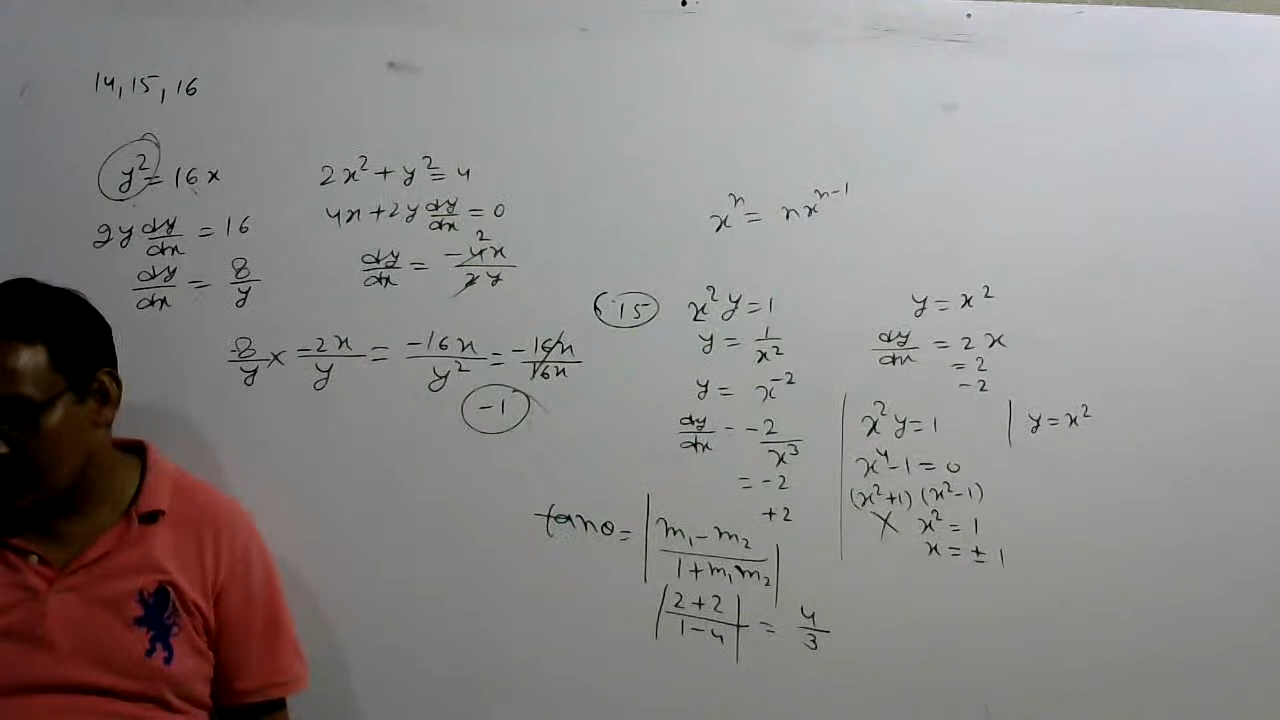 14, 15, 16
y² = 16x
2y dy/dx = 16
dy/dx = 8/y
2x² + y² = 4
4x + 2y dy/dx = 0
dy/dx = -4x/2y 2
8/y × -2x/y = -16x/y² = -16x/16x
-1
xⁿ = nxⁿ⁻¹
15
x²y = 1
y = 1/x²
y = x⁻²
dy/dx = -2/x³
= -2
+2
y = x²
dy/dx = 2x
= 2
-2
x²y = 1 | y = x²
x⁴ - 1 = 0
(x²+1) (x²-1)
X x² = 1
x = ± 1
tanθ = |m₁ - m₂ / 1 + m₁m₂|
|2+2 / 1-4| = 4/3